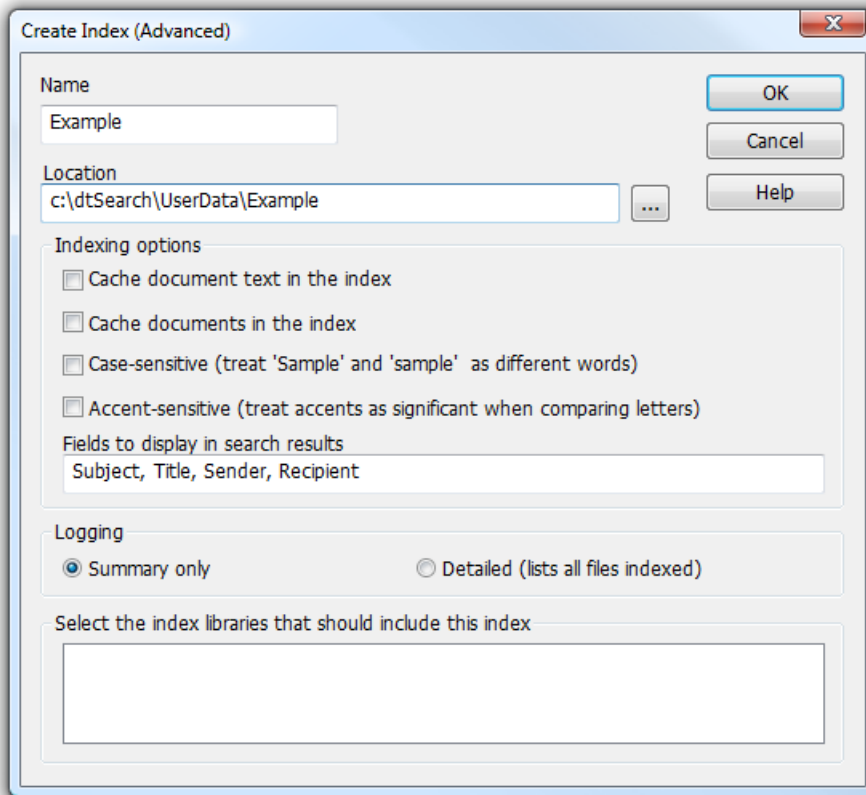 Create Index (Advanced)
Name
OK
Example
Cancel
Location
Help
c:\dtSearch\UserData\Example
...
Indexing options
Cache document text in the index
Cache documents in the index
Case-sensitive (treat 'Sample' and 'sample' as different words)
Accent-sensitive (treat accents as significant when comparing letters)
Fields to display in search results
Subject, Title, Sender, Recipient
Logging
Summary only
Detailed (lists all files indexed)
Select the index libraries that should include this index